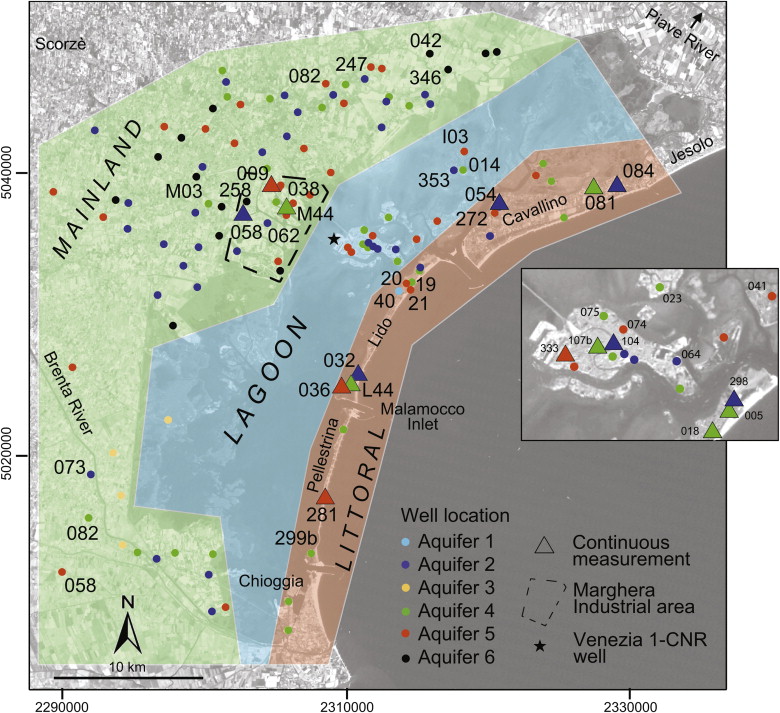 Scorzè
Piave River
042
247
346
082
I03
014
353
Jesolo
5040000
MAINLAND
009
M03
258
038
M44
058
062
054
084
081
272
Cavallino
20
19
40
21
Lido
041
023
075
074
333
107b
104
064
298
005
018
LAGOON
032
036
L44
Malamocco
Inlet
Brenta River
5020000
Pellestrina
LITTORAL
073
281
082
299b
058
Chioggia
N
10 km
Well location
Aquifer 1
Aquifer 2
Aquifer 3
Aquifer 4
Aquifer 5
Aquifer 6
Continuous
measurement
Marghera
Industrial area
Venezia 1-CNR
well
2290000
2310000
2330000